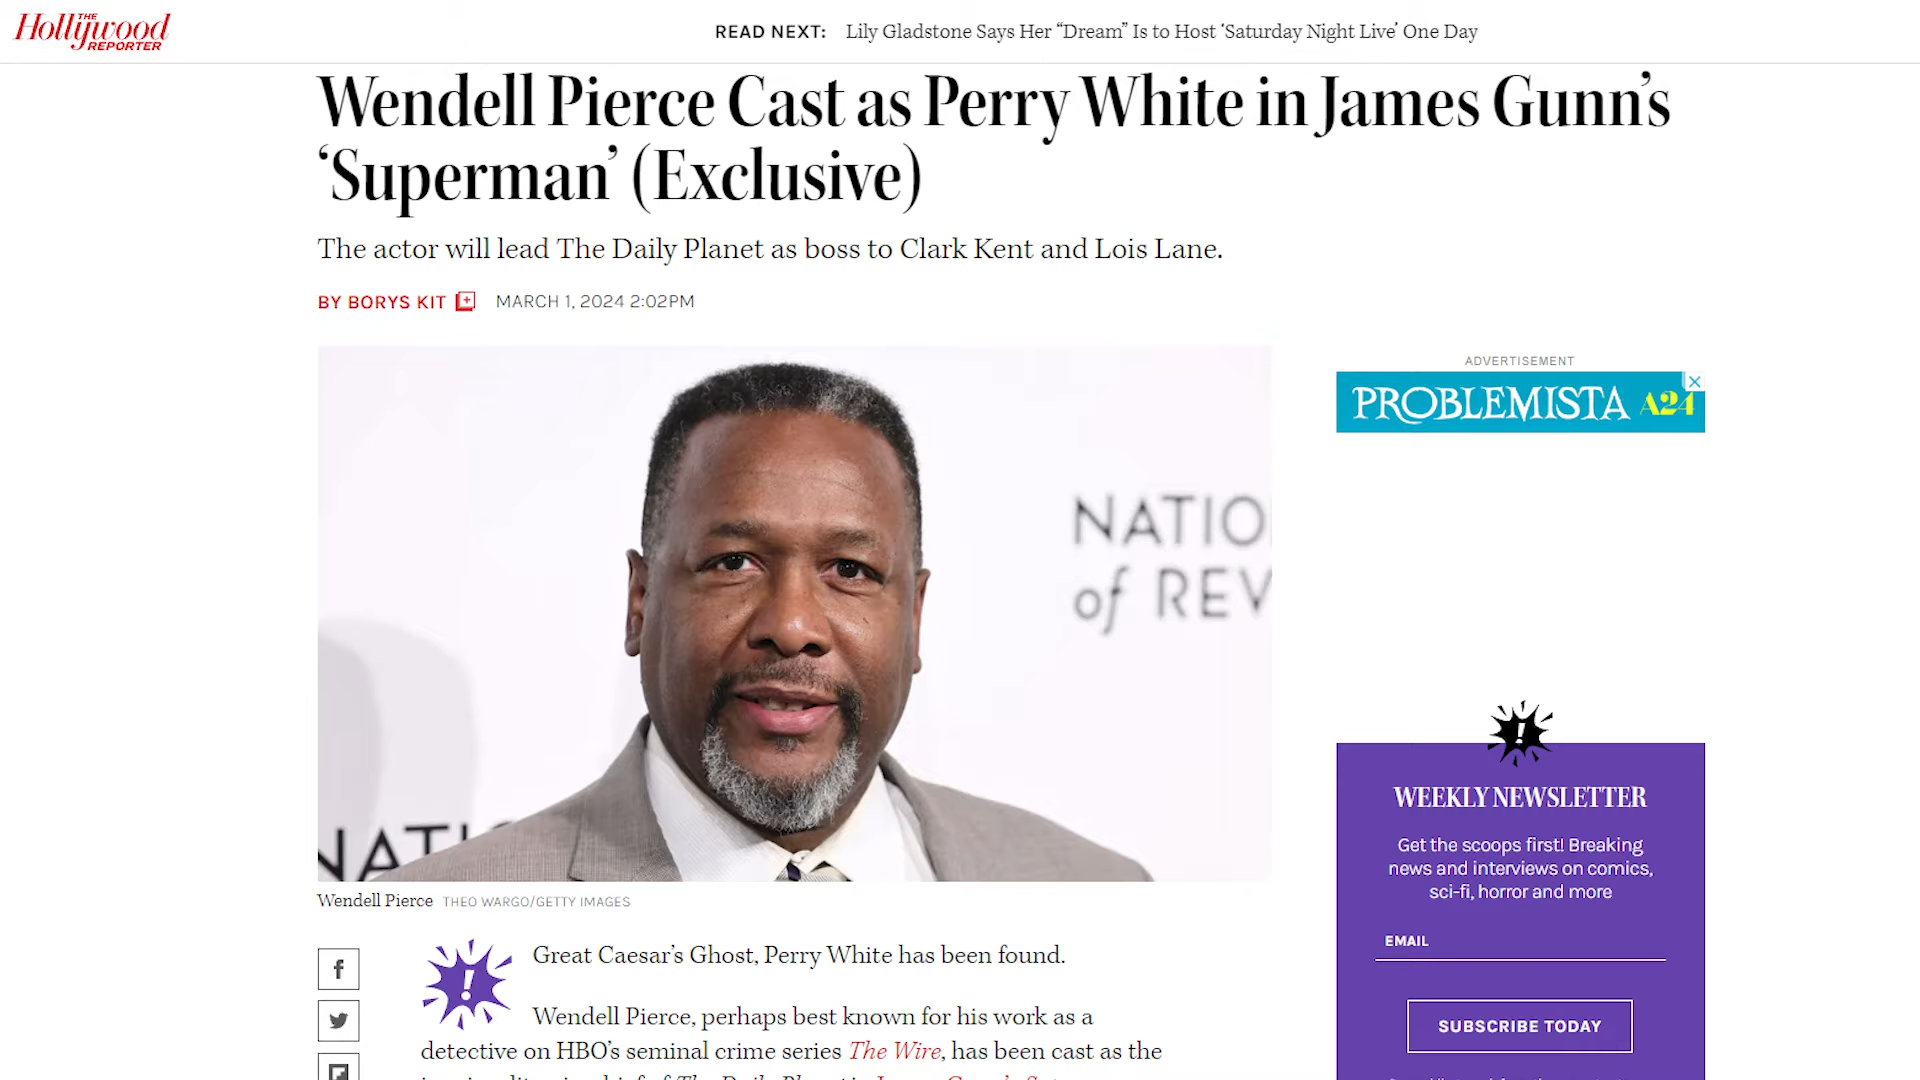 THE
Hollywood
REPORTER
READ NEXT: Lily Gladstone Says Her “Dream” Is to Host ‘Saturday Night Live’ One Day
Wendell Pierce Cast as Perry White in James Gunn’s
‘Superman’ (Exclusive)
The actor will lead The Daily Planet as boss to Clark Kent and Lois Lane.
BY BORYS KIT MARCH 1, 2024 2:02PM
ADVERTISEMENT
PROBLEMISTA A24
NATIO
of REV
NATI
Wendell Pierce THEO WARGO/GETTY IMAGES
WEEKLY NEWSLETTER
Get the scoops first! Breaking
news and interviews on comics,
sci-fi, horror and more
EMAIL
SUBSCRIBE TODAY
Great Caesar’s Ghost, Perry White has been found.
Wendell Pierce, perhaps best known for his work as a
detective on HBO’s seminal crime series The Wire, has been cast as the